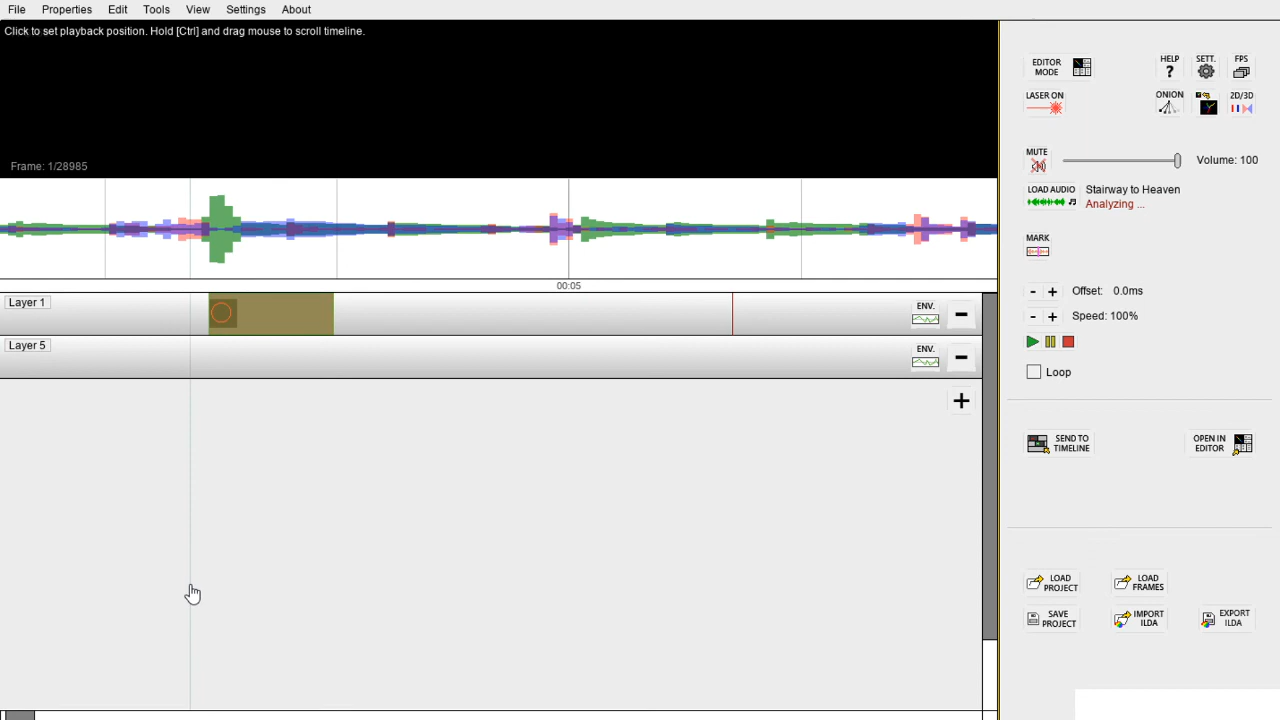 File Properties Edit Tools View Settings About
Click to set playback position. Hold [Ctrl] and drag mouse to scroll timeline.
Frame: 1/28985
00:05
Layer 1
ENV.
Layer 5
ENV.
EDITOR
MODE
HELP
SETT.
FPS
LASER ON
ONION
2D/3D
MUTE
Volume: 100
LOAD AUDIO
Stairway to Heaven
Analyzing ...
MARK
- + Offset: 0.0ms
- + Speed: 100%
Loop
SEND TO
TIMELINE
OPEN IN
EDITOR
LOAD
PROJECT
LOAD
FRAMES
SAVE
PROJECT
IMPORT
ILDA
EXPORT
ILDA